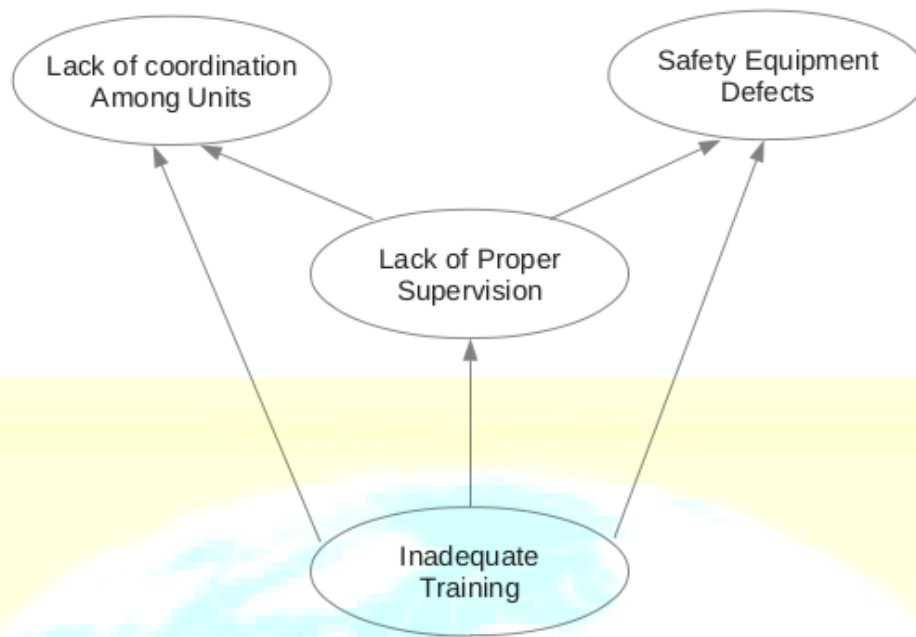 Lack of coordination
Among Units
Safety Equipment
Defects
Lack of Proper
Supervision
Inadequate
Training